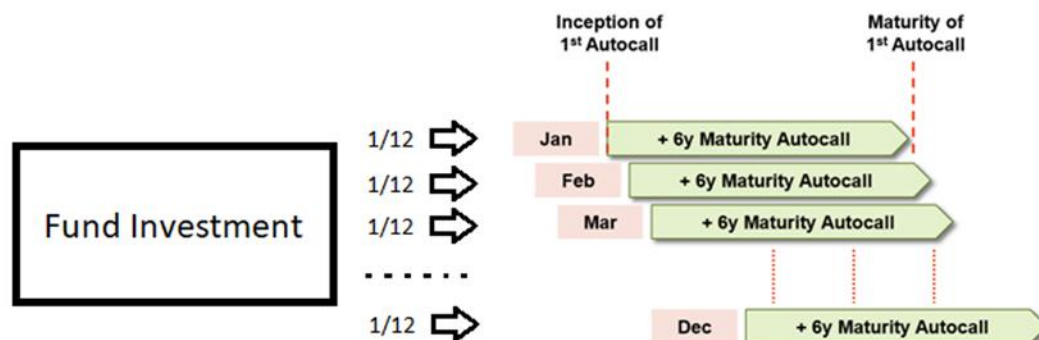 Inception of
1st Autocall
Maturity of
1st Autocall
Fund Investment
1/12
Jan
+ 6y Maturity Autocall
1/12
Feb
+ 6y Maturity Autocall
1/12
Mar
+ 6y Maturity Autocall
1/12
Dec
+ 6y Maturity Autocall